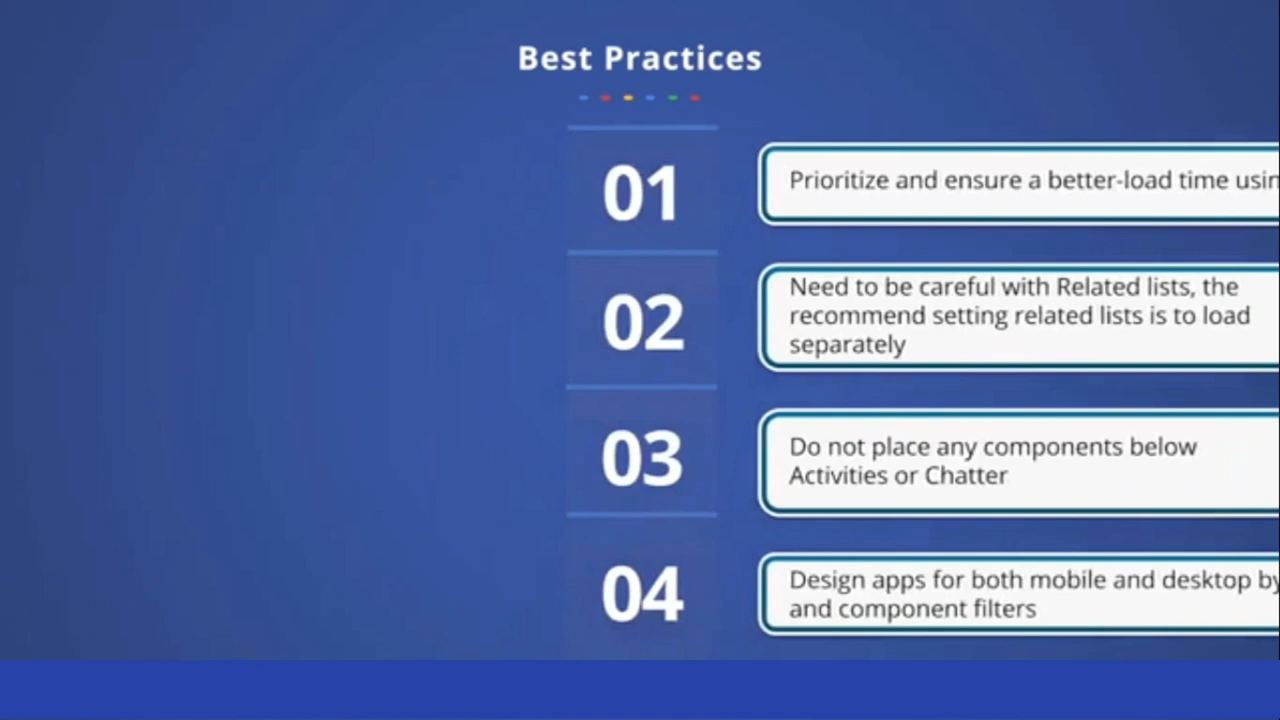 Best Practices
01
Prioritize and ensure a better-load time
02
Need to be careful with Related lists, the
recommend setting related lists is to load
separately
03
Do not place any components below
Activities or Chatter
04
Design apps for both mobile and desktop by
and component filters